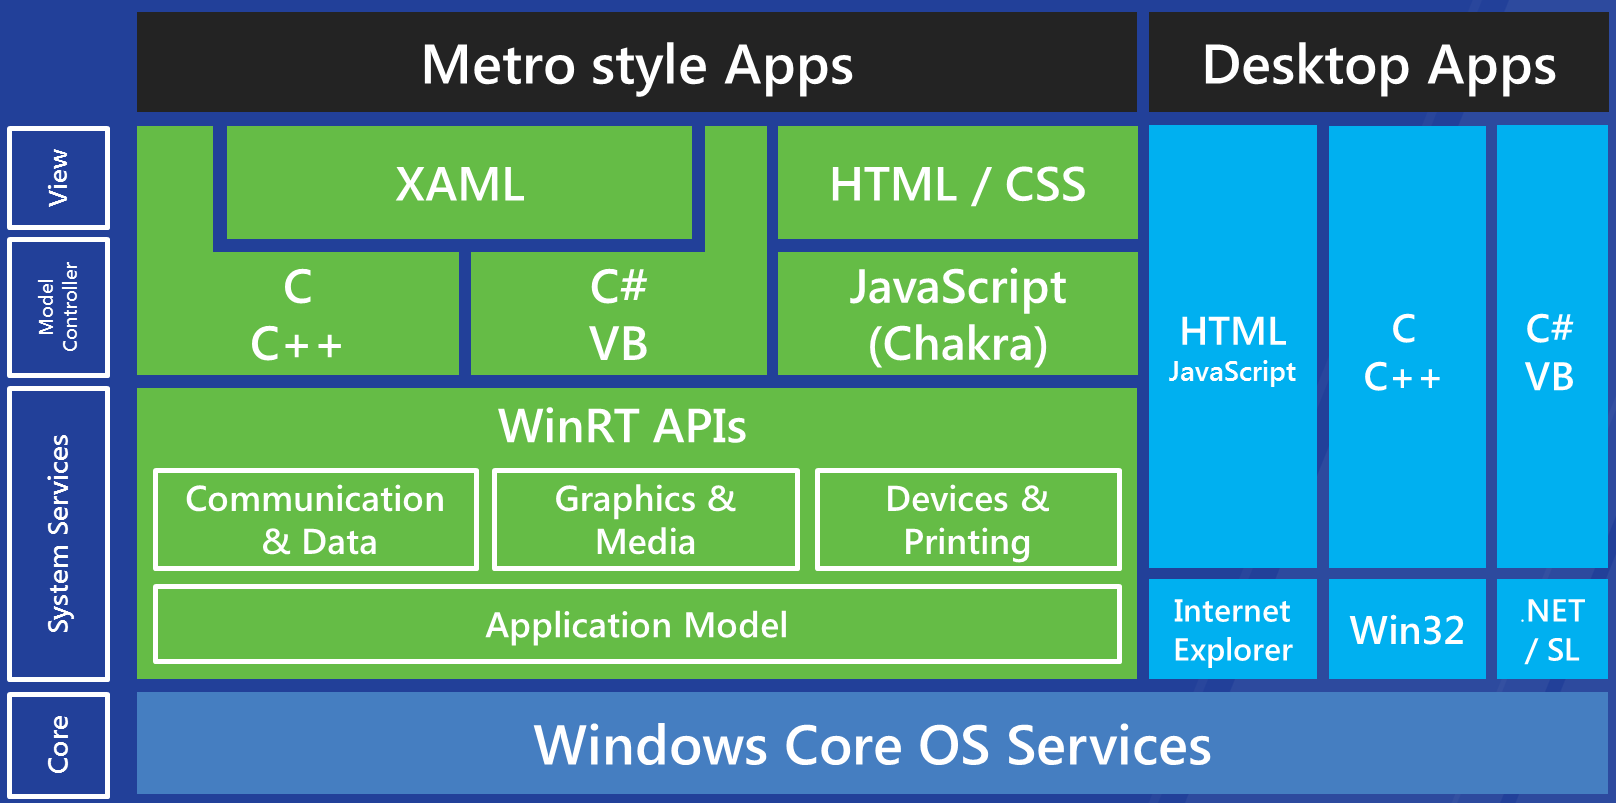 Metro style Apps
Desktop Apps
View
XAML
HTML / CSS
Model
Controller
C
C++
C#
VB
JavaScript
(Chakra)
HTML
JavaScript
C
C++
C#
VB
System Services
WinRT APIs
Communication
& Data
Graphics &
Media
Devices &
Printing
Application Model
Internet
Explorer
Win32
.NET
/ SL
Core
Windows Core OS Services